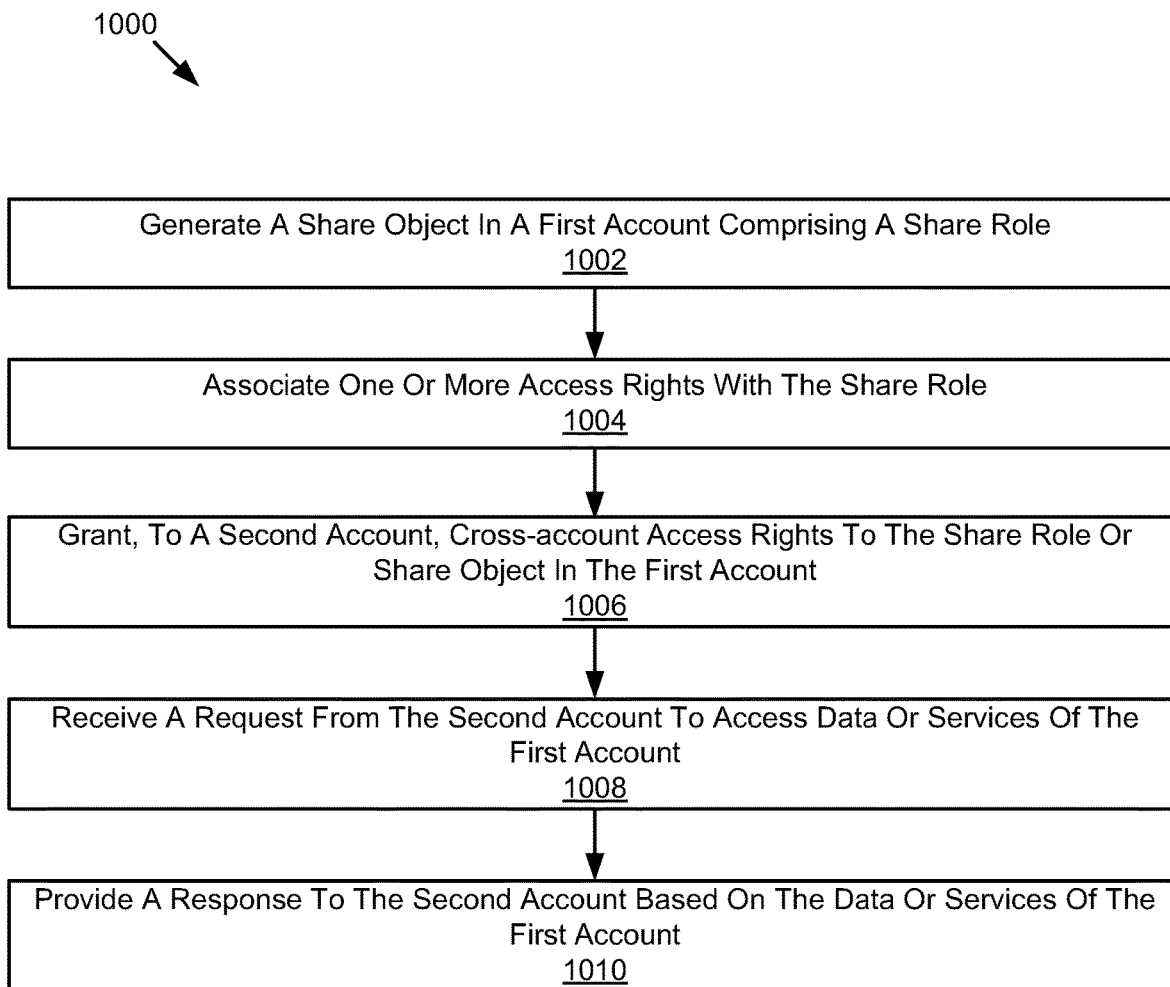 1000
Generate A Share Object In A First Account Comprising A Share Role
1002
Associate One Or More Access Rights With The Share Role
1004
Grant, To A Second Account, Cross-account Access Rights To The Share Role Or
Share Object In The First Account
1006
Receive A Request From The Second Account To Access Data Or Services Of The
First Account
1008
Provide A Response To The Second Account Based On The Data Or Services Of The
First Account
1010